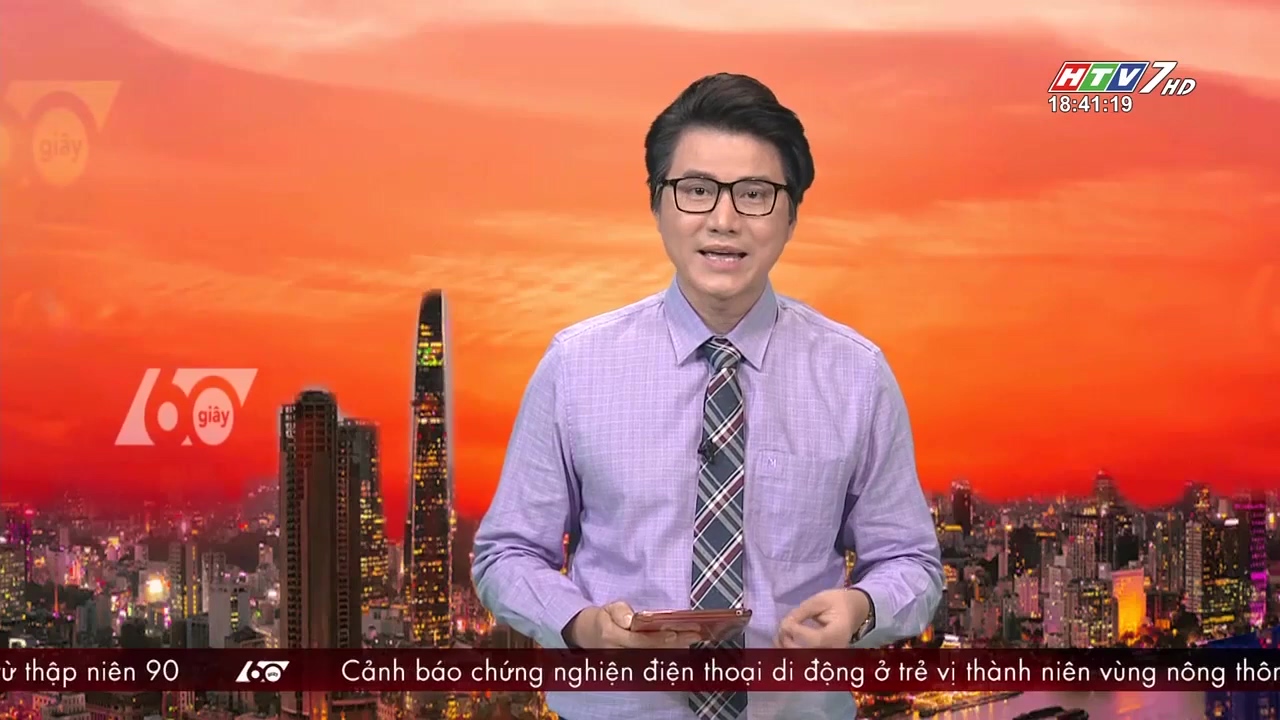 HTV7 HD
18:41:19
giây
60 giây
ừ thập niên 90 60 giây Cảnh báo chứng nghiện điện thoại di động ở trẻ vị thành niên vùng nông thôn